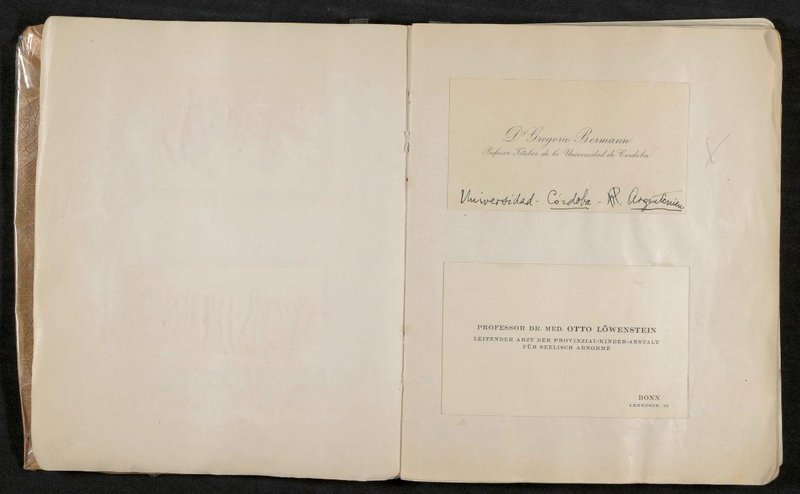 Dr Gregorio Bermann
Profesor Titular de la Universidad de Cordoba
Universidad - Córdoba - R. Argentinien
PROFESSOR DR. MED. OTTO LÖWENSTEIN
LEITENDER ARZT DER PROVINZIAL-KINDER-ANSTALT
FÜR SEELISCH ABNORME
BONN